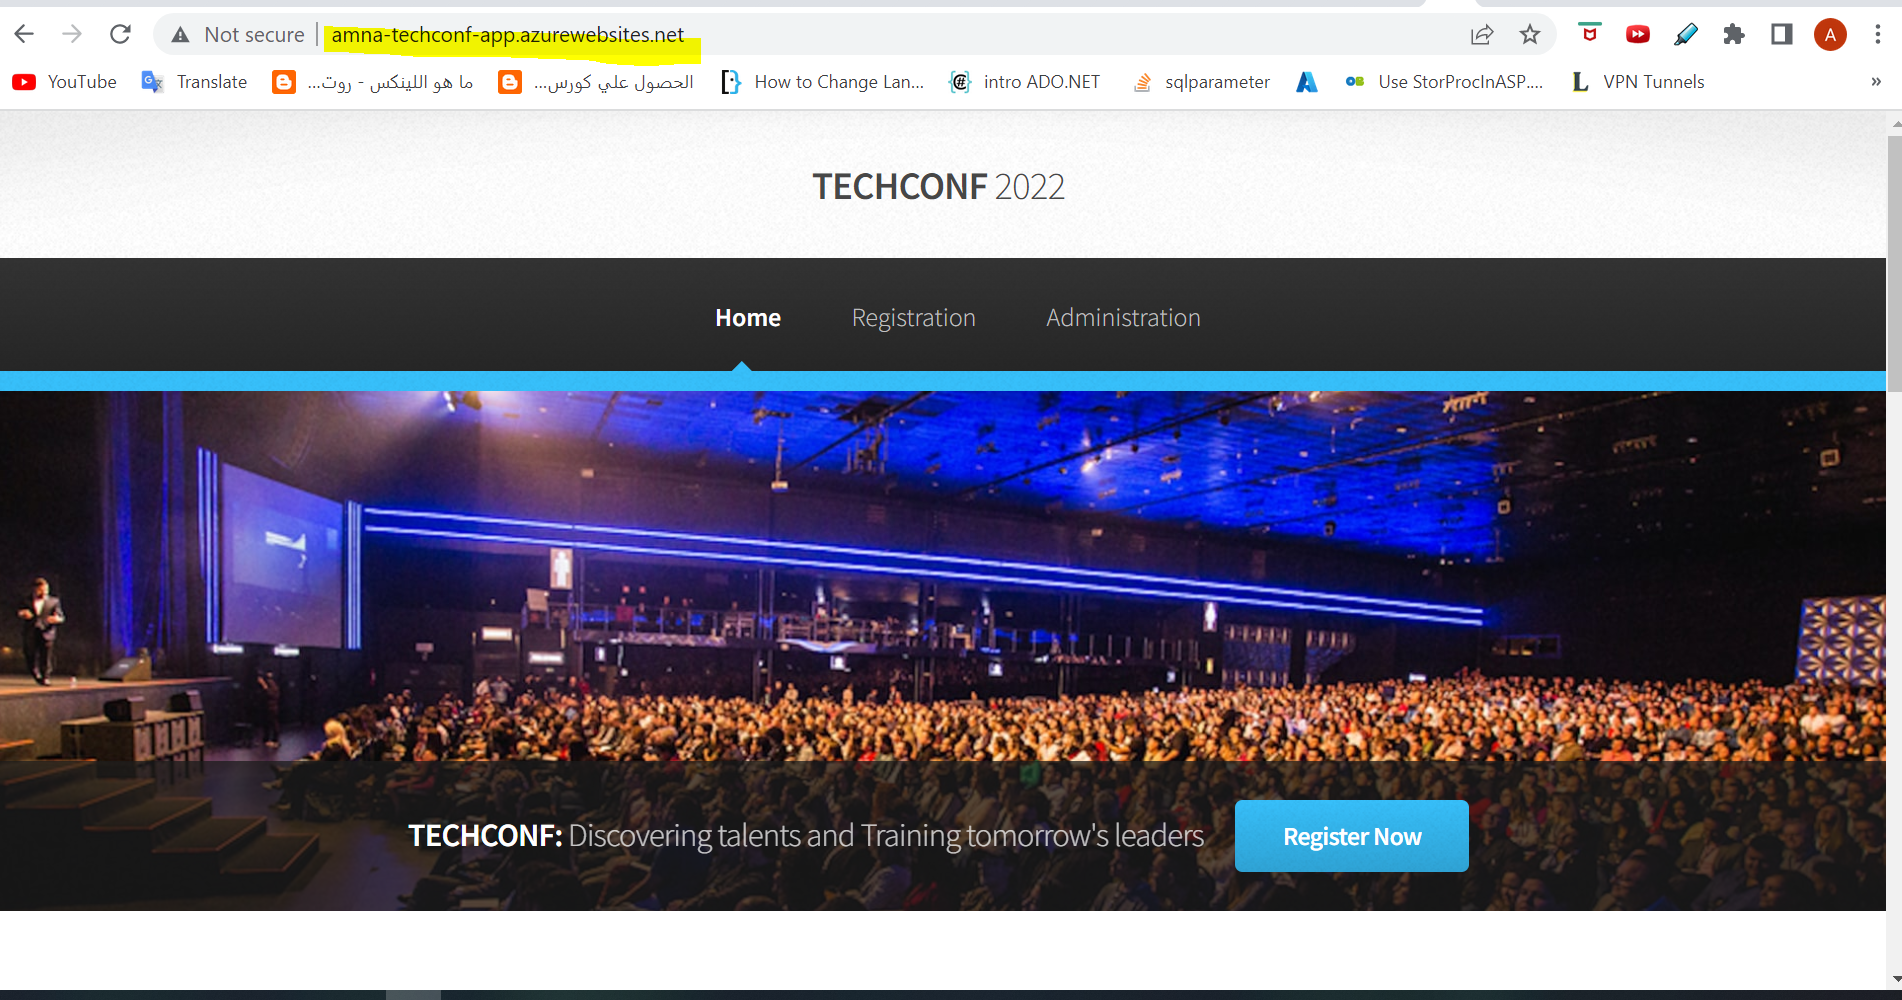 Not secure | amna-techconf-app.azurewebsites.net
A
YouTube Translate ما هو اللينكس - روت... الحصول علي كورس... How to Change Lan... intro ADO.NET sqlparameter Use StorProcInASP.... VPN Tunnels »
TECHCONF 2022
Home Registration Administration
TECHCONF: Discovering talents and Training tomorrow's leaders Register Now